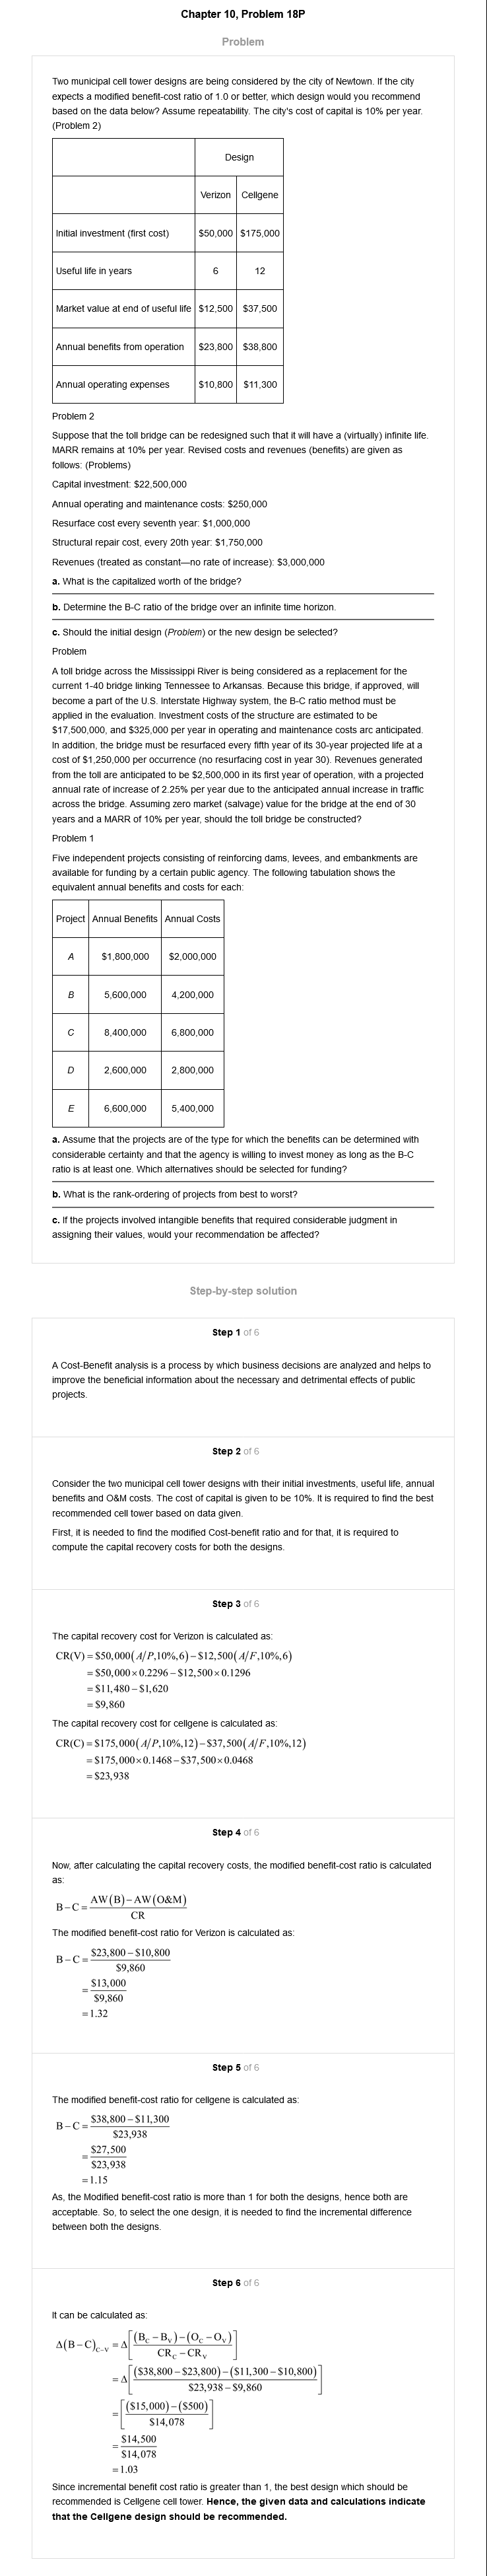 Chapter 10, Problem 18P
Problem
Two municipal cell tower designs are being considered by the city of Newtown. If the city
expects a modified benefit-cost ratio of 1.0 or better, which design would you recommend
based on the data below? Assume repeatability. The city's cost of capital is 10% per year.
(Problem 2)
Design
Verizon Cellgene
Initial investment (first cost) $50,000 $175,000
Useful life in years 6 12
Market value at end of useful life $12,500 $37,500
Annual benefits from operation $23,800 $38,800
Annual operating expenses $10,800 $11,300
Problem 2
Suppose that the toll bridge can be redesigned such that it will have a (virtually) infinite life.
MARR remains at 10% per year. Revised costs and revenues (benefits) are given as
follows: (Problems)
Capital investment: $22,500,000
Annual operating and maintenance costs: $250,000
Resurface cost every seventh year: $1,000,000
Structural repair cost, every 20th year: $1,750,000
Revenues (treated as constant—no rate of increase): $3,000,000
a. What is the capitalized worth of the bridge?
b. Determine the B-C ratio of the bridge over an infinite time horizon.
c. Should the initial design (Problem) or the new design be selected?
Problem
A toll bridge across the Mississippi River is being considered as a replacement for the
current 1-40 bridge linking Tennessee to Arkansas. Because this bridge, if approved, will
become a part of the U.S. Interstate Highway system, the B-C ratio method must be
applied in the evaluation. Investment costs of the structure are estimated to be
$17,500,000, and $325,000 per year in operating and maintenance costs arc anticipated.
In addition, the bridge must be resurfaced every fifth year of its 30-year projected life at a
cost of $1,250,000 per occurrence (no resurfacing cost in year 30). Revenues generated
from the toll are anticipated to be $2,500,000 in its first year of operation, with a projected
annual rate of increase of 2.25% per year due to the anticipated annual increase in traffic
across the bridge. Assuming zero market (salvage) value for the bridge at the end of 30
years and a MARR of 10% per year, should the toll bridge be constructed?
Problem 1
Five independent projects consisting of reinforcing dams, levees, and embankments are
available for funding by a certain public agency. The following tabulation shows the
equivalent annual benefits and costs for each:
Project Annual Benefits Annual Costs
A $1,800,000 $2,000,000
B 5,600,000 4,200,000
C 8,400,000 6,800,000
D 2,600,000 2,800,000
E 6,600,000 5,400,000
a. Assume that the projects are of the type for which the benefits can be determined with
considerable certainty and that the agency is willing to invest money as long as the B-C
ratio is at least one. Which alternatives should be selected for funding?
b. What is the rank-ordering of projects from best to worst?
c. If the projects involved intangible benefits that required considerable judgment in
assigning their values, would your recommendation be affected?
Step-by-step solution
Step 1 of 6
A Cost-Benefit analysis is a process by which business decisions are analyzed and helps to
improve the beneficial information about the necessary and detrimental effects of public
projects.
Step 2 of 6
Consider the two municipal cell tower designs with their initial investments, useful life, annual
benefits and O&M costs. The cost of capital is given to be 10%. It is required to find the best
recommended cell tower based on data given.
First, it is needed to find the modified Cost-benefit ratio and for that, it is required to
compute the capital recovery costs for both the designs.
Step 3 of 6
The capital recovery cost for Verizon is calculated as:
CR(V) = $50,000(A/P,10%,6) − $12,500(A/F,10%,6)
= $50,000×0.2296 − $12,500×0.1296
= $11,480 − $1,620
= $9,860
The capital recovery cost for cellgene is calculated as:
CR(C) = $175,000(A/P,10%,12) − $37,500(A/F,10%,12)
= $175,000×0.1468 − $37,500×0.0468
= $23,938
Step 4 of 6
Now, after calculating the capital recovery costs, the modified benefit-cost ratio is calculated
as:
B−C = AW(B) − AW(O&M)
CR
The modified benefit-cost ratio for Verizon is calculated as:
B−C = $23,800 − $10,800
$9,860
= $13,000
$9,860
= 1.32
Step 5 of 6
The modified benefit-cost ratio for cellgene is calculated as:
B−C = $38,800 − $11,300
$23,938
= $27,500
$23,938
= 1.15
As, the Modified benefit-cost ratio is more than 1 for both the designs, hence both are
acceptable. So, to select the one design, it is needed to find the incremental difference
between both the designs.
Step 6 of 6
It can be calculated as:
Δ(B−C)C−V = Δ[(BC − BV) − (OC − OV)
CRC − CRV]
= Δ[($38,800 − $23,800) − ($11,300 − $10,800)
$23,938 − $9,860]
= [($15,000) − ($500)
$14,078]
= $14,500
$14,078
= 1.03
Since incremental benefit cost ratio is greater than 1, the best design which should be
recommended is Cellgene cell tower. Hence, the given data and calculations indicate
that the Cellgene design should be recommended.